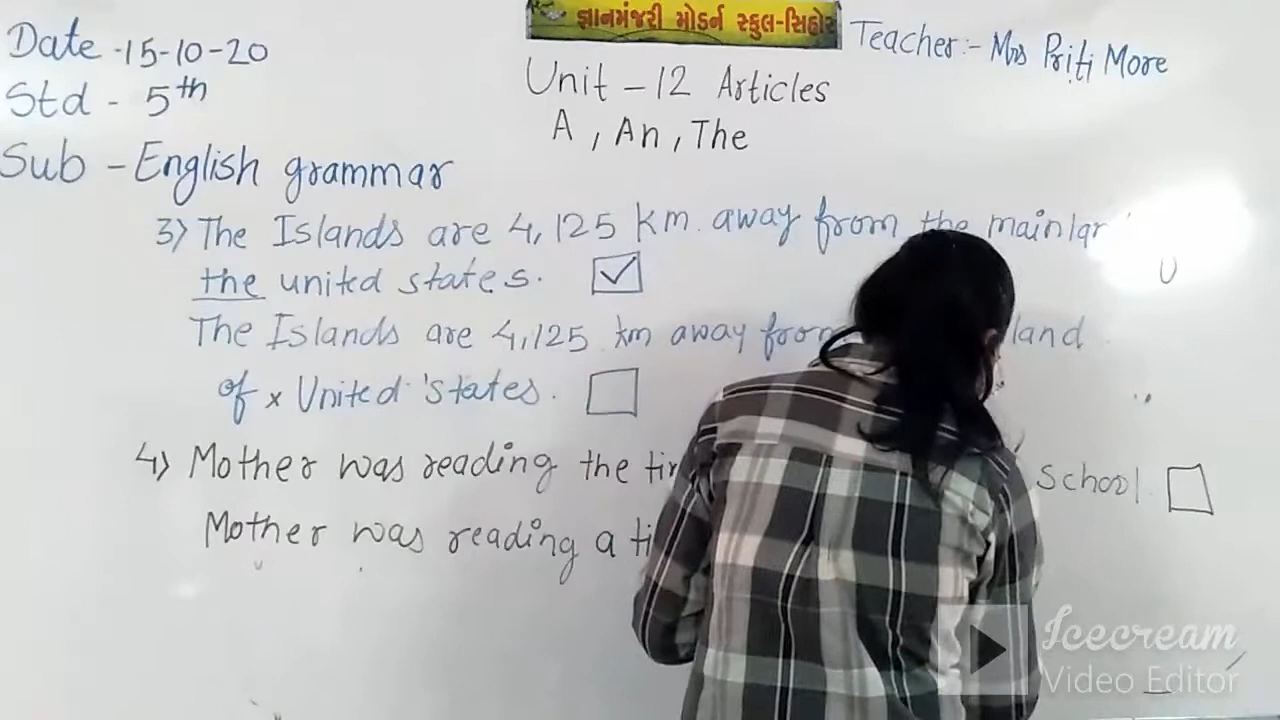 Date -15-10-20
Std - 5th
Sub - English grammar
જ્ઞાનમંજરી મોડર્ન સ્કુલ-સિહોર
Unit - 12 Articles
A , An , The
Teacher:- Mrs Priti More
3) The Islands are 4,125 km. away from the
the united states. ☑
The Islands are 4,125 km away from land
of x United states. ☐
4) Mother was reading the school. ☐
Mother was reading a
Icecream
Video Editor